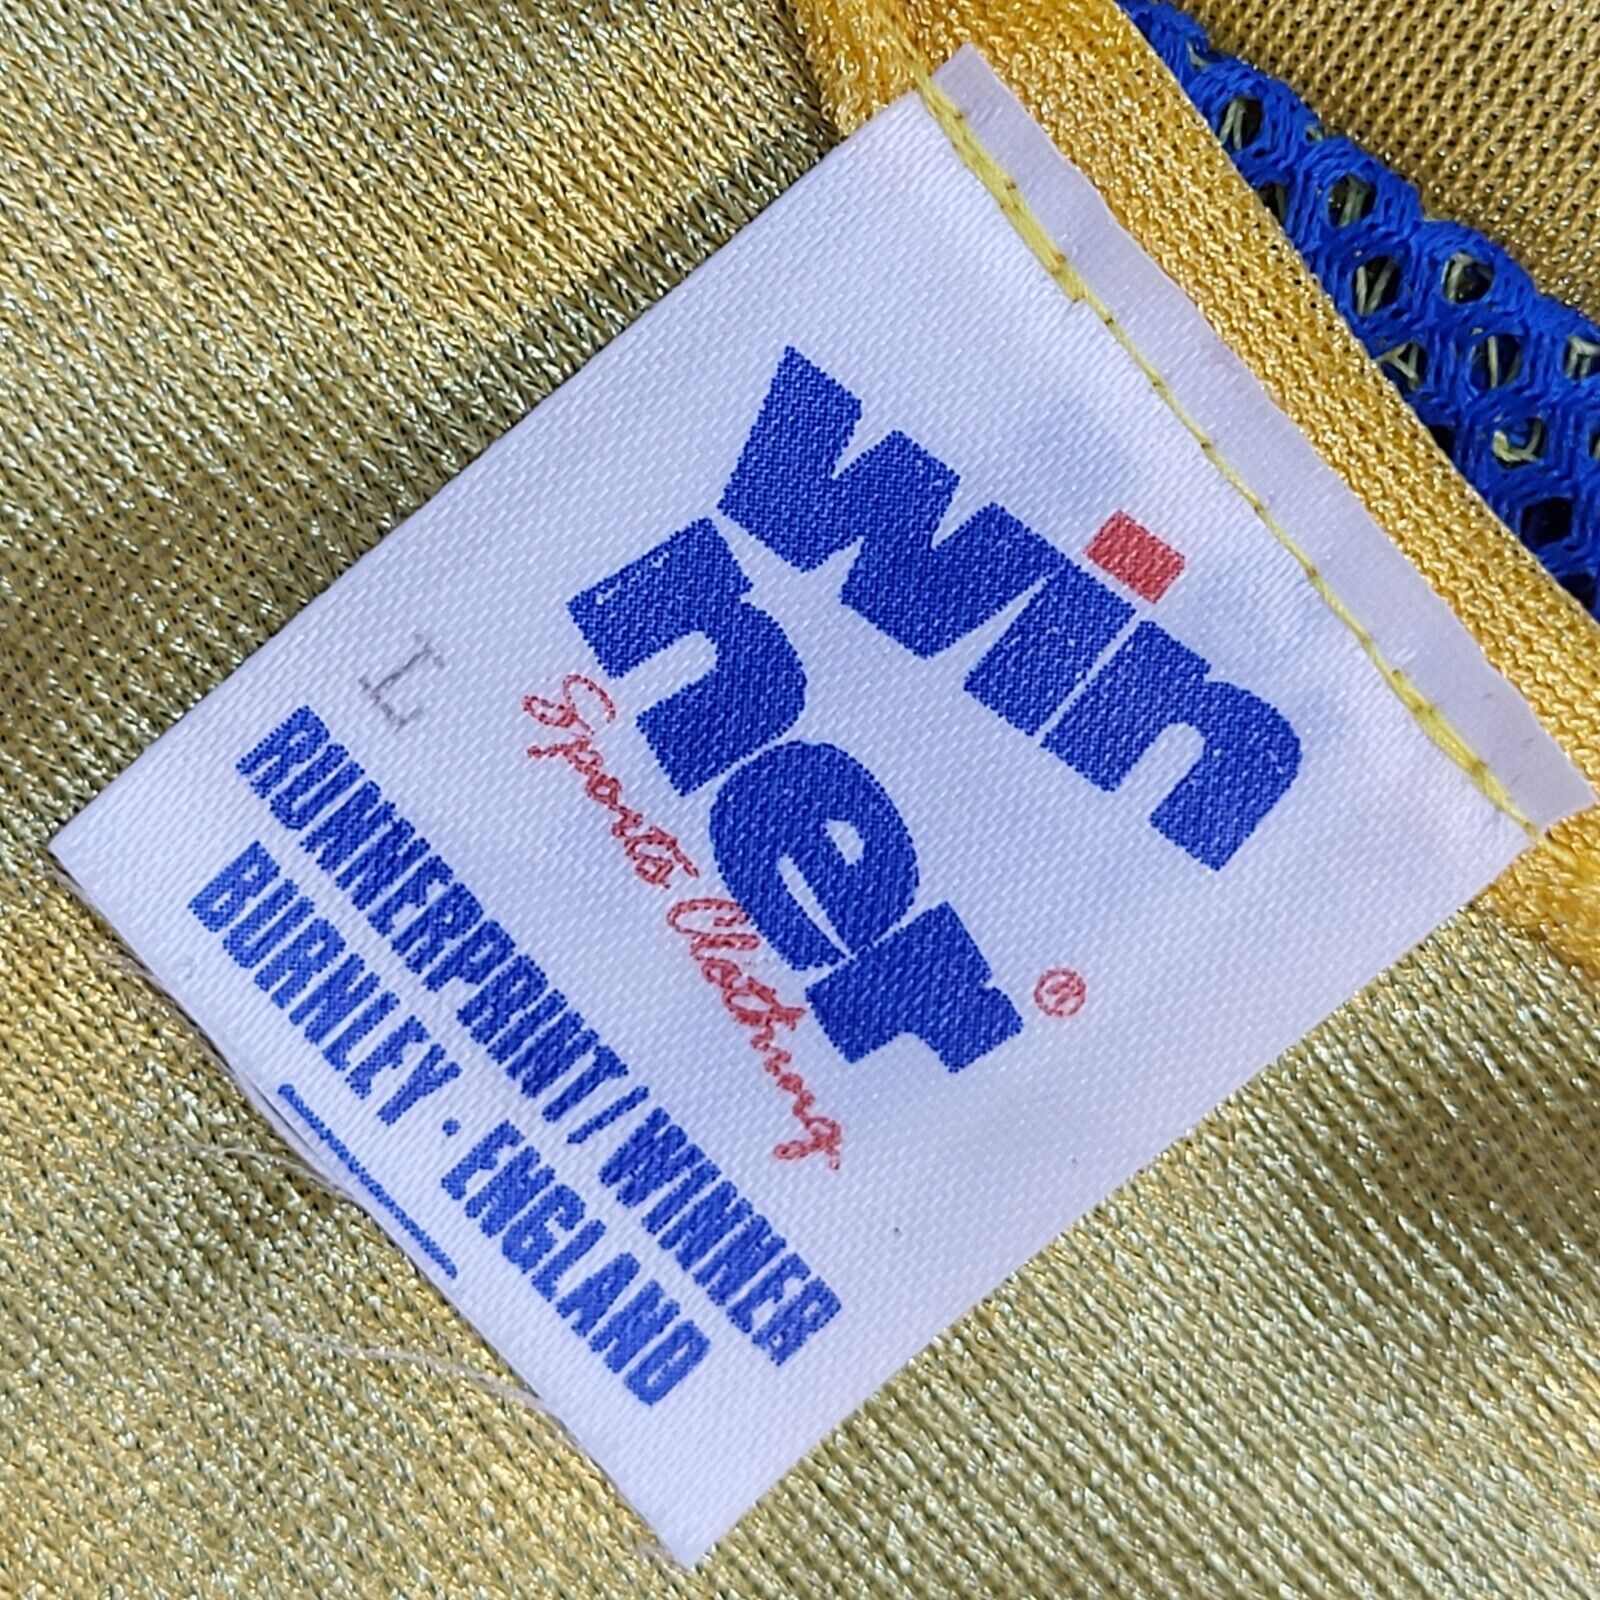 win
ner®
Sports Clothing
L
RUNNERPRINT/WINNER
BURNLEY · ENGLAND